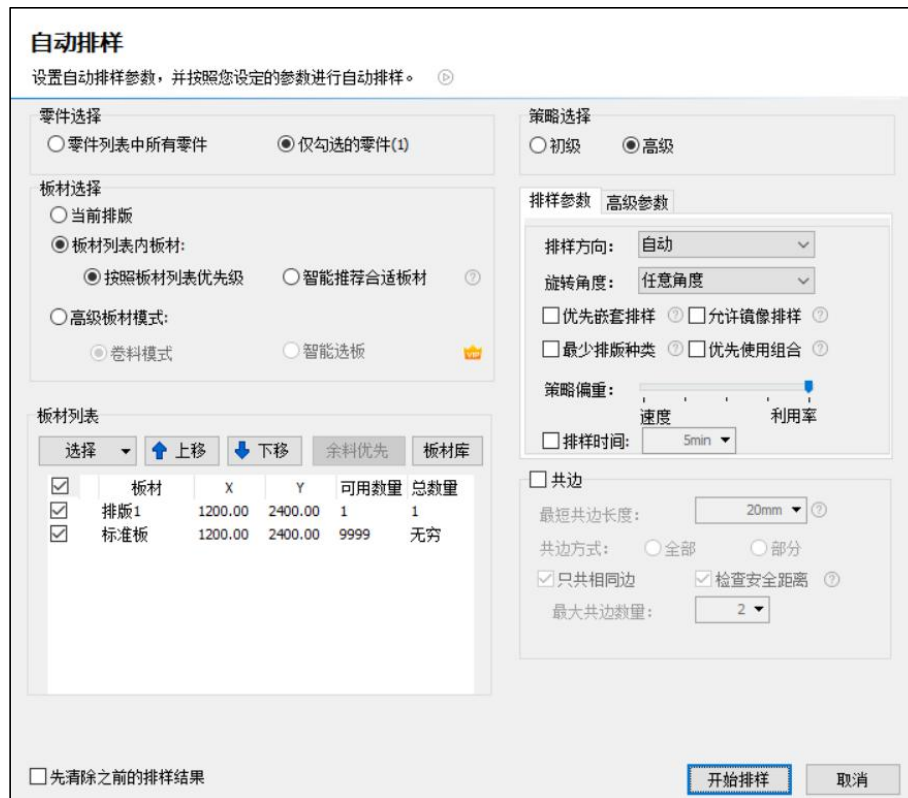 自动排样
设置自动排样参数，并按照您设定的参数进行自动排样。
零件选择
零件列表中所有零件 仅勾选的零件(1)
板材选择
当前排版
板材列表内板材:
按照板材列表优先级 智能推荐合适板材 ?
高级板材模式:
卷料模式 智能选板 VIP
板材列表
选择 上移 下移 余料优先 板材库
板材 X Y 可用数量 总数量
排版1 1200.00 2400.00 1 1
标准板 1200.00 2400.00 9999 无穷
先清除之前的排样结果
策略选择
初级 高级
排样参数 高级参数
排样方向: 自动
旋转角度: 任意角度
优先嵌套排样 ? 允许镜像排样 ?
最少排版种类 ? 优先使用组合 ?
策略偏重:
速度 利用率
排样时间: 5min
共边
最短共边长度: 20mm ?
共边方式: 全部 部分
只共相同边 检查安全距离 ?
最大共边数量: 2
开始排样 取消